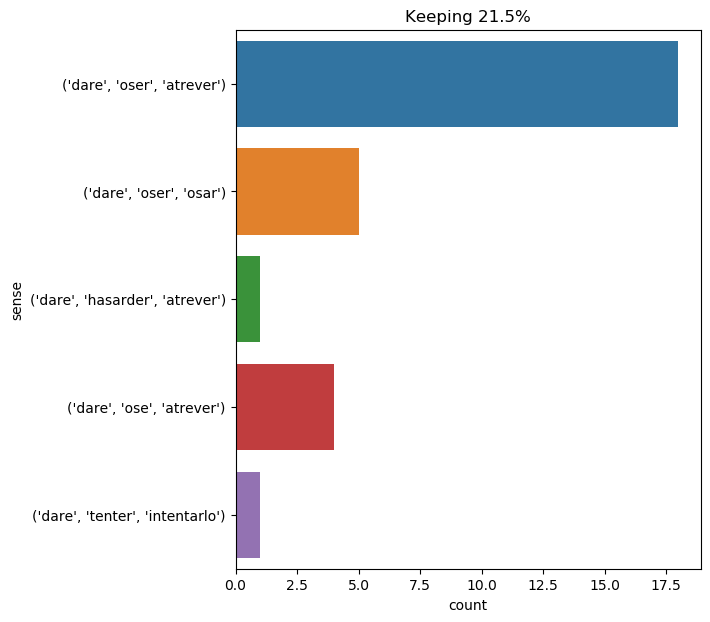 Keeping 21.5%
('dare', 'oser', 'atrever')
('dare', 'oser', 'osar')
('dare', 'hasarder', 'atrever')
('dare', 'ose', 'atrever')
('dare', 'tenter', 'intentarlo')
sense
0.0 2.5 5.0 7.5 10.0 12.5 15.0 17.5
count